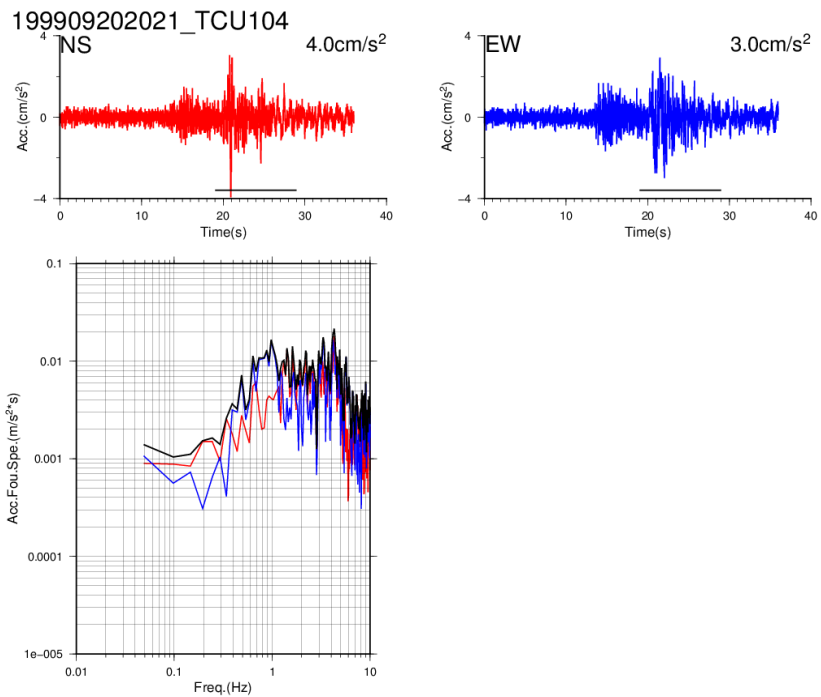 199909202021_TCU104
NS
4.0cm/s2
EW
3.0cm/s2
4
0
−4
Acc.(cm/s2)
0 10 20 30 40
Time(s)
4
0
−4
Acc.(cm/s2)
0 10 20 30 40
Time(s)
0.1
0.01
0.001
0.0001
1e−005
Acc.Fou.Spe.(m/s2*s)
0.01 0.1 1 10
Freq.(Hz)